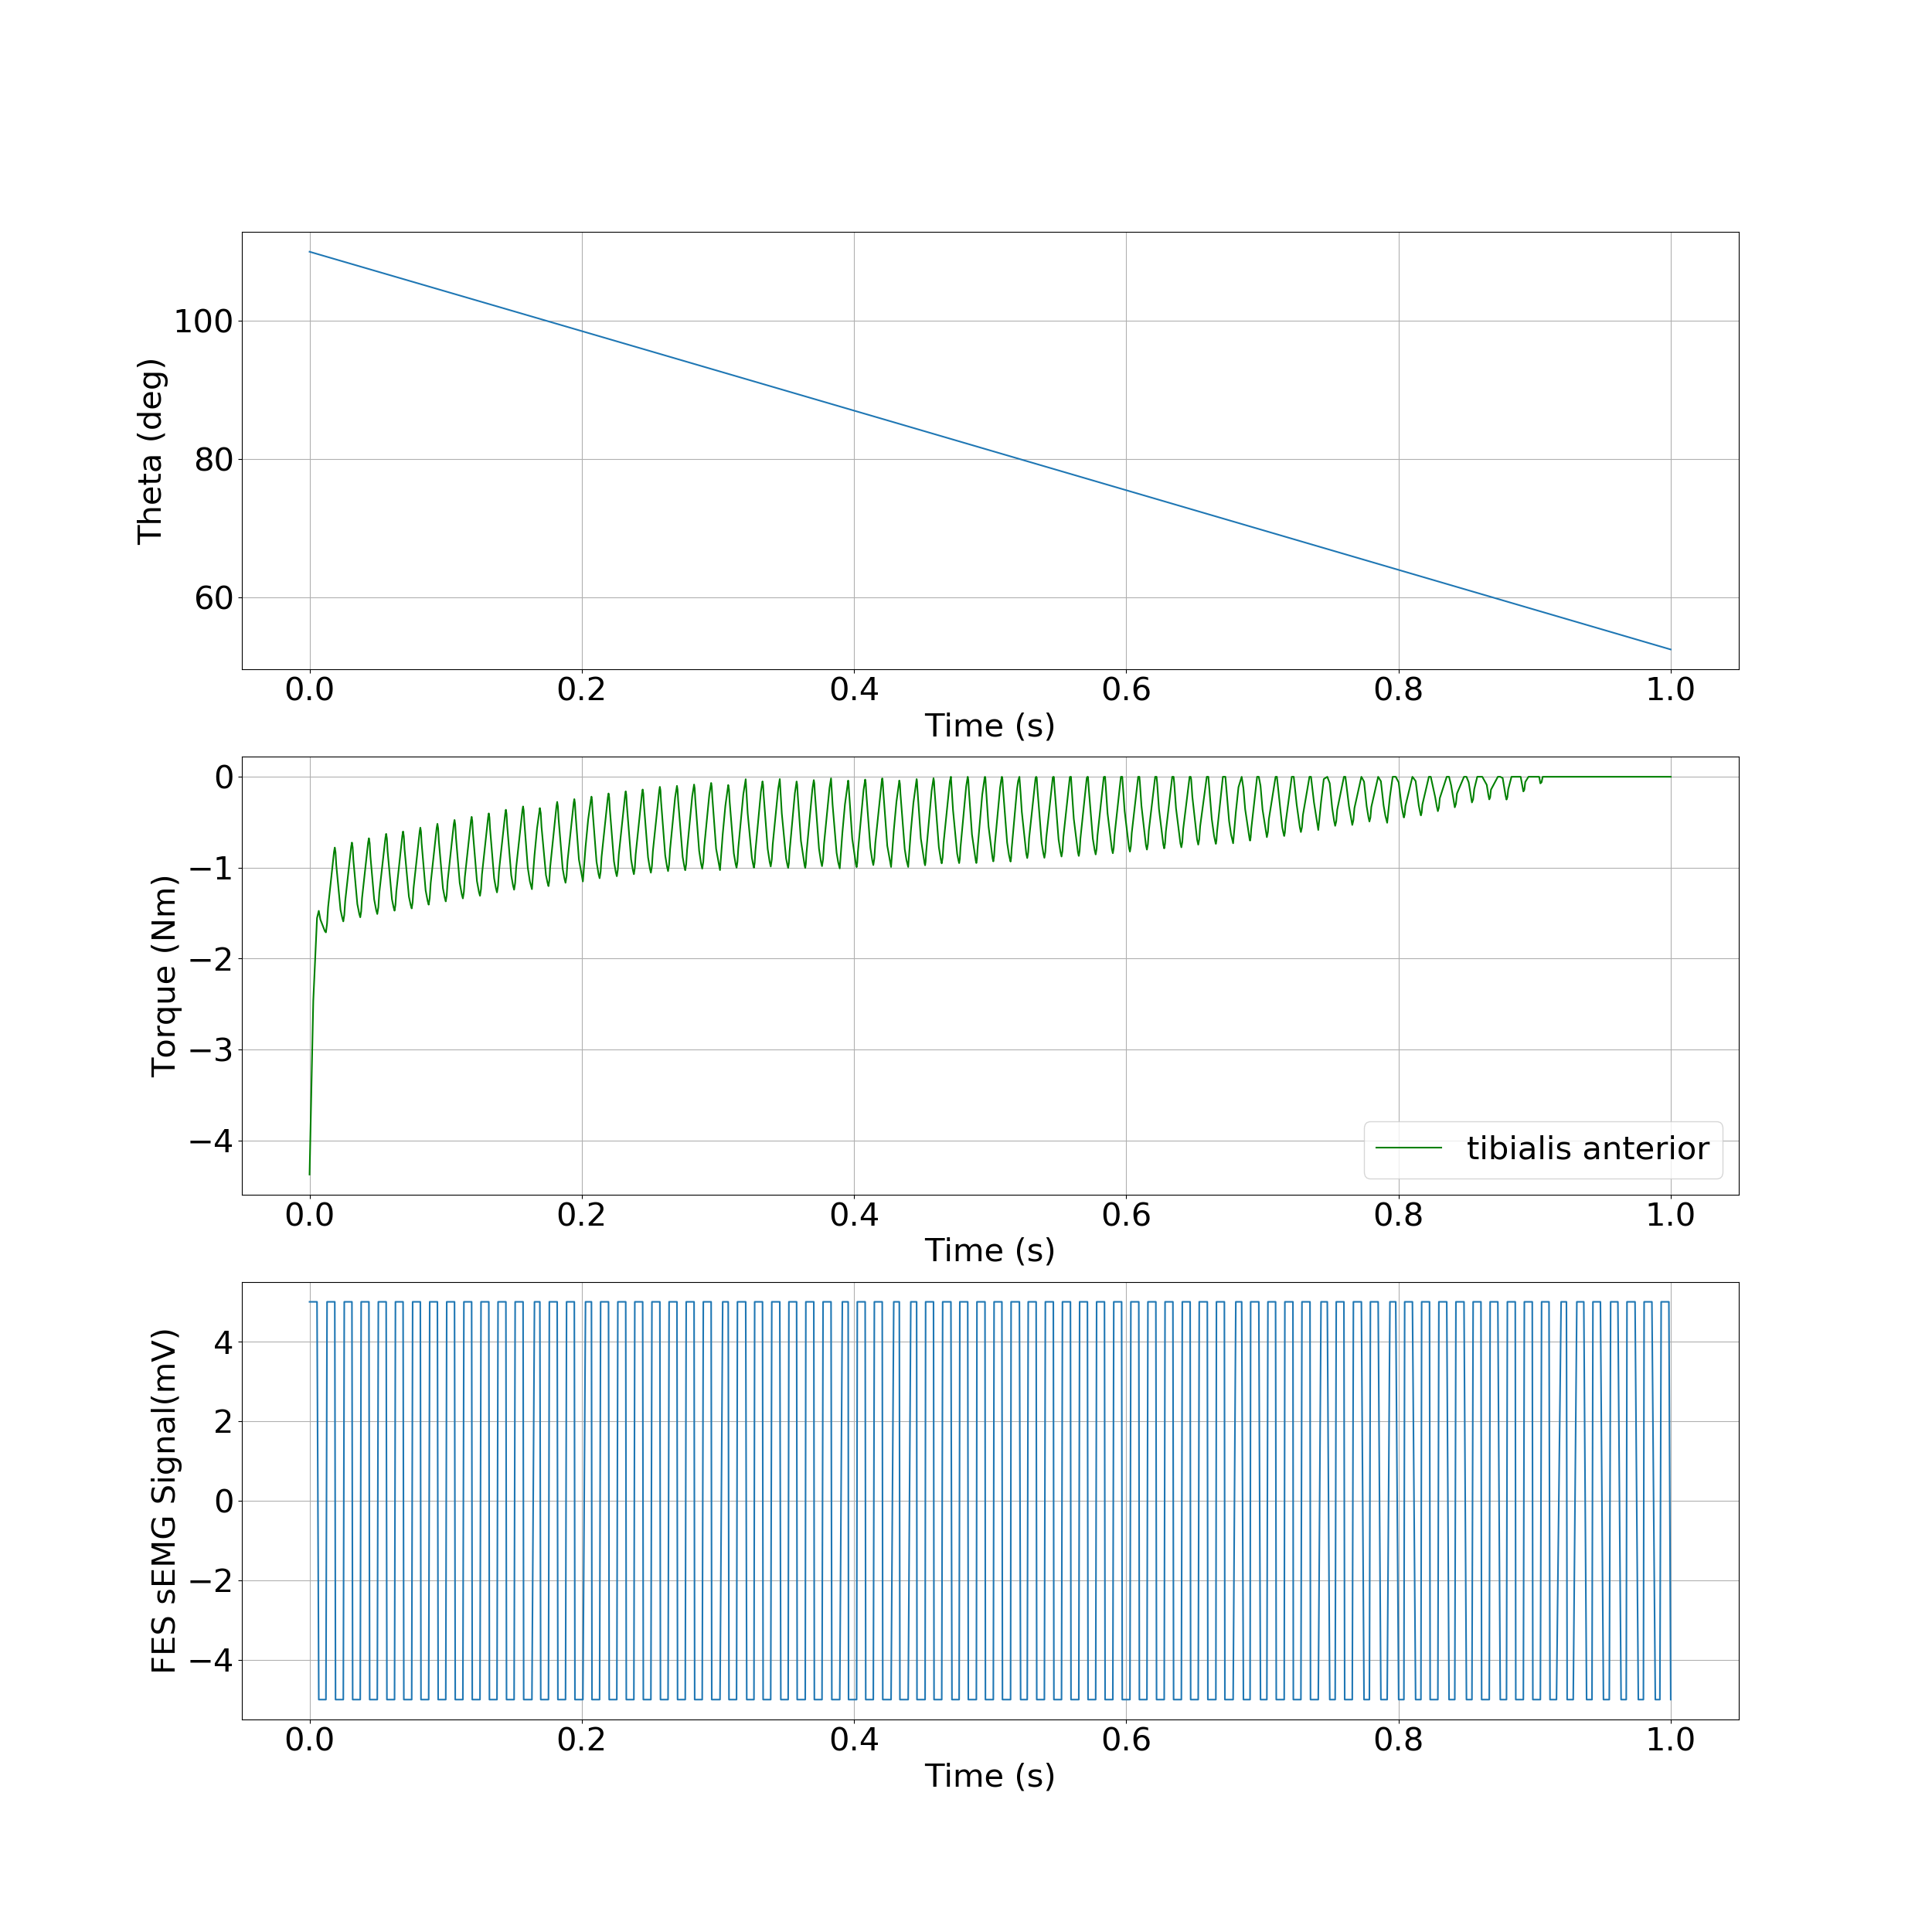 Theta (deg)
100
80
60
0.0 0.2 0.4 0.6 0.8 1.0
Time (s)
Torque (Nm)
0
−1
−2
−3
−4
tibialis anterior
0.0 0.2 0.4 0.6 0.8 1.0
Time (s)
FES sEMG Signal(mV)
4
2
0
−2
−4
0.0 0.2 0.4 0.6 0.8 1.0
Time (s)